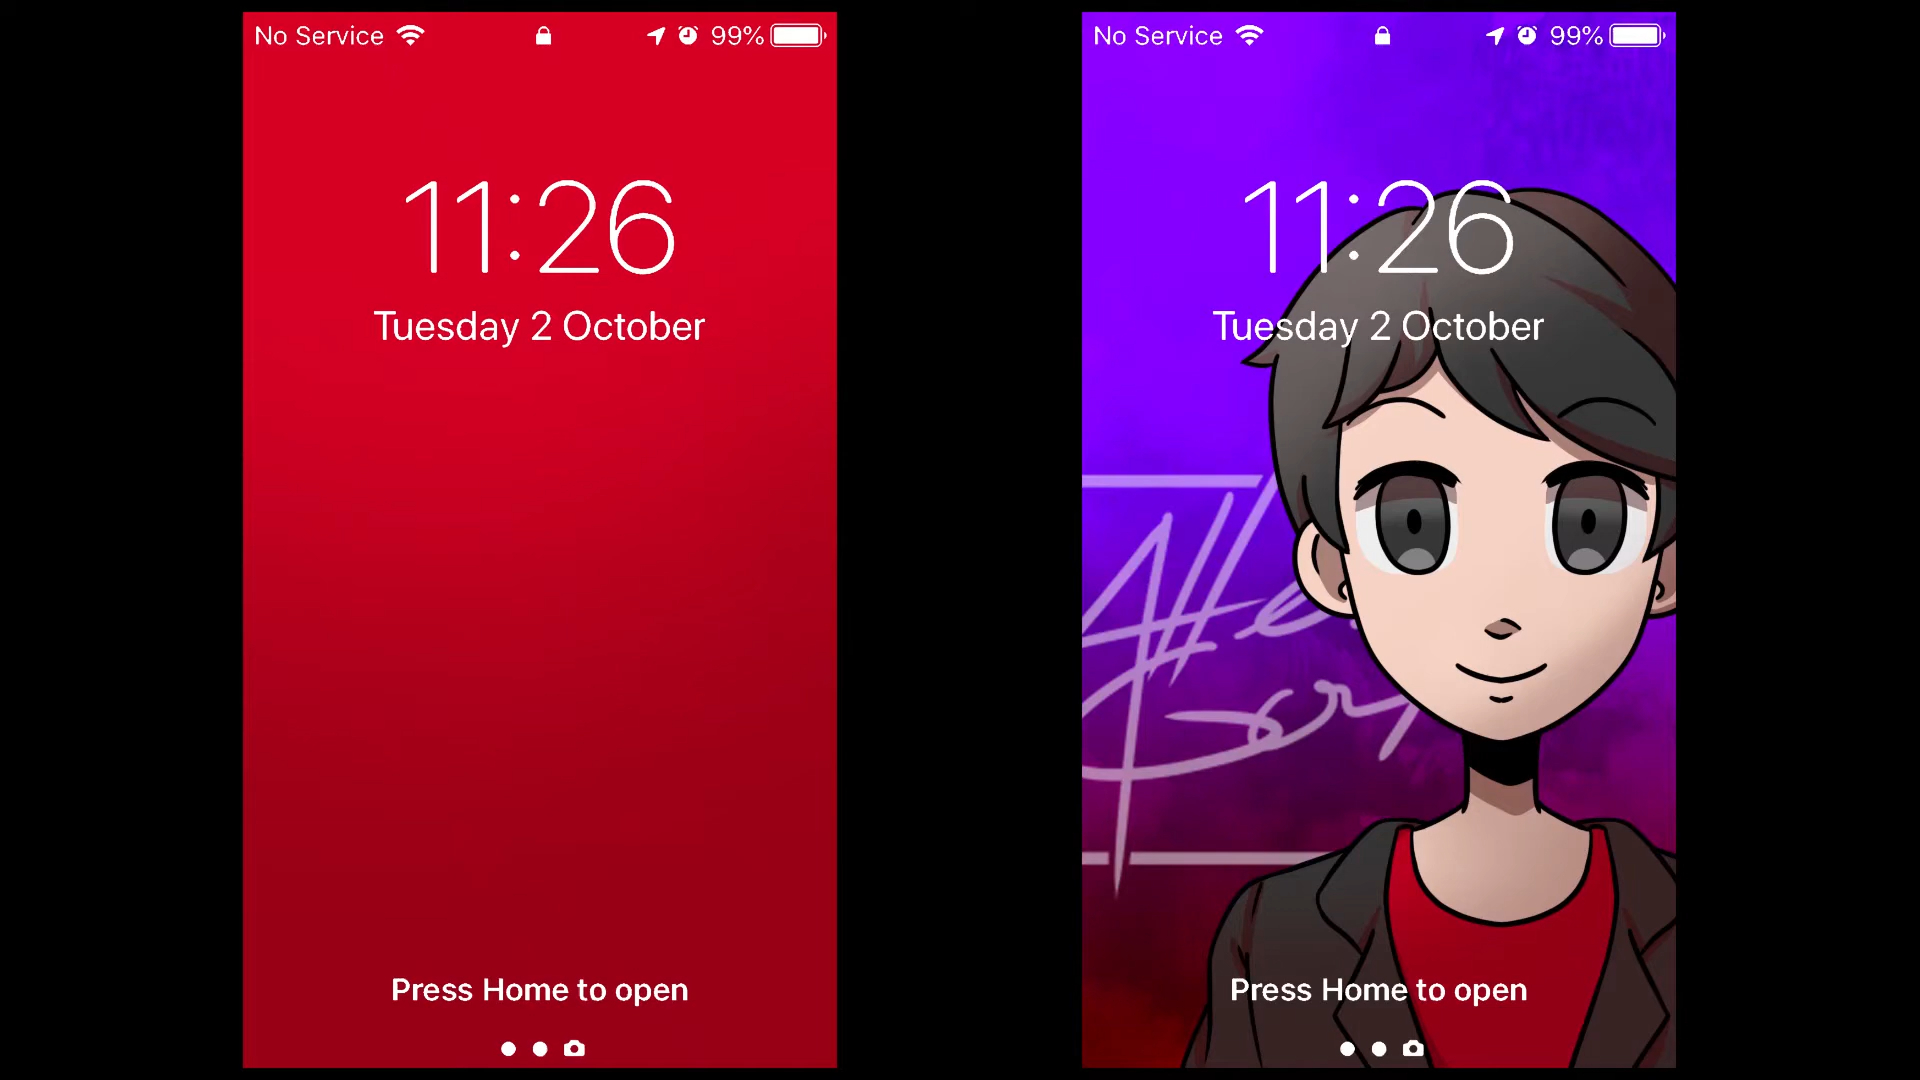 No Service 99%
11:26
Tuesday 2 October
Press Home to open
No Service 99%
11:26
Tuesday 2 October
Press Home to open